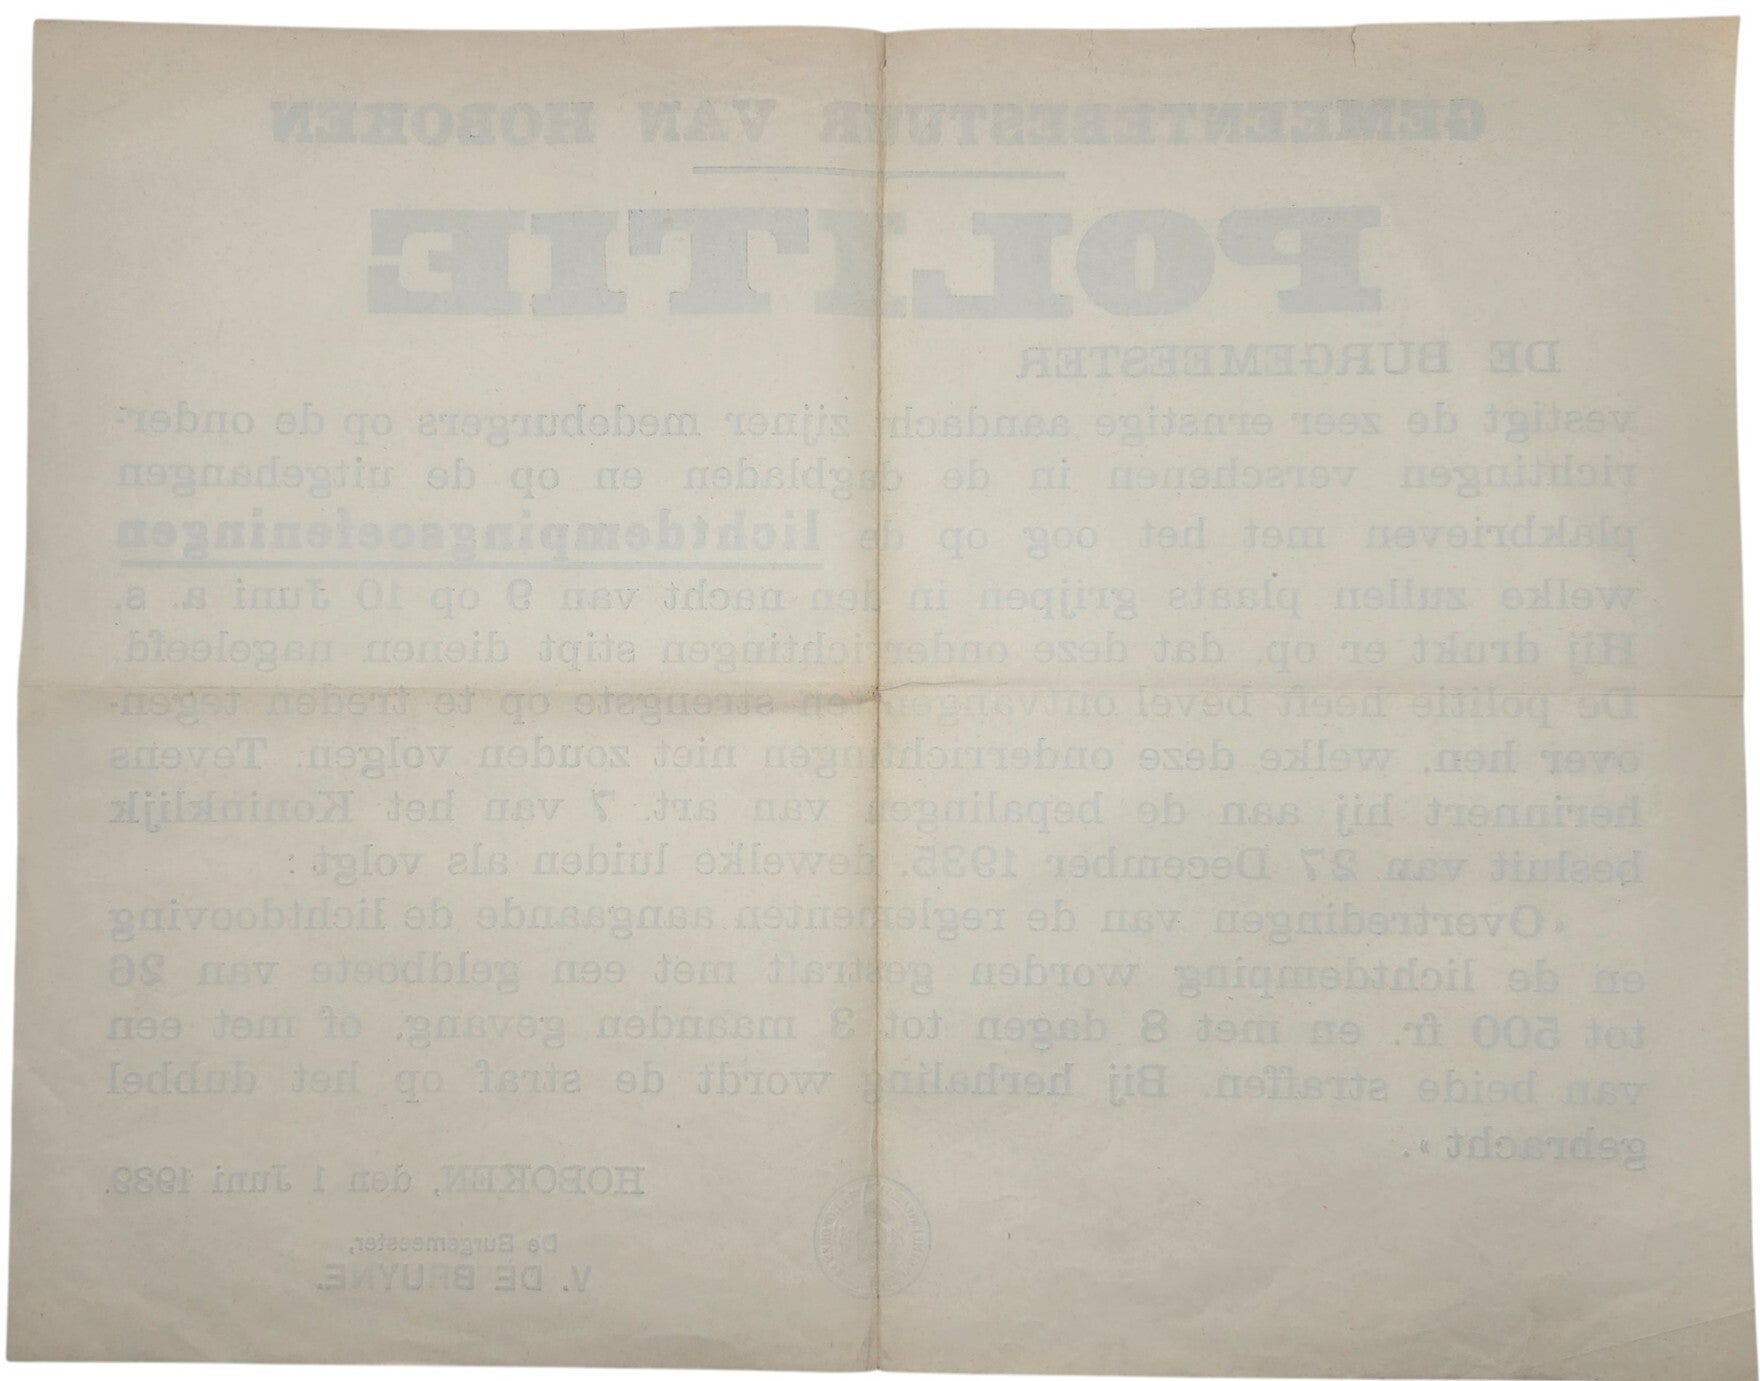 GEMEENTEBESTUUR VAN HOBOKEN
POLITIE
DE BURGEMEESTER
vestigt de zeer ernstige aandacht zijner medeburgers op de onder-
richtingen verschenen in de dagbladen en op de uitgehangen
plakbrieven met het oog op de lichtdempingsoefeningen
welke zullen plaats grijpen in den nacht van 9 op 10 Juni a. s.
Hij drukt er op, dat deze onderrichtingen stipt dienen nageleefd.
De politie heeft bevel ontvangen ten strengste op te treden tegen-
over hen, welke deze onderrichtingen niet zouden volgen. Tevens
herinnert hij aan de bepalingen van art. 7 van het Koninklijk
besluit van 27 December 1935, dewelke luiden als volgt :
« Overtredingen van de reglementen aangaande de lichtdooving
en de lichtdemping worden gestraft met een geldboete van 26
tot 500 fr. en met 8 dagen tot 3 maanden gevang, of met een
van beide straffen. Bij herhaling wordt de straf op het dubbel
gebracht ».
HOBOKEN, den 1 Juni 1939.
De Burgemeester,
V. DE BRUYNE.